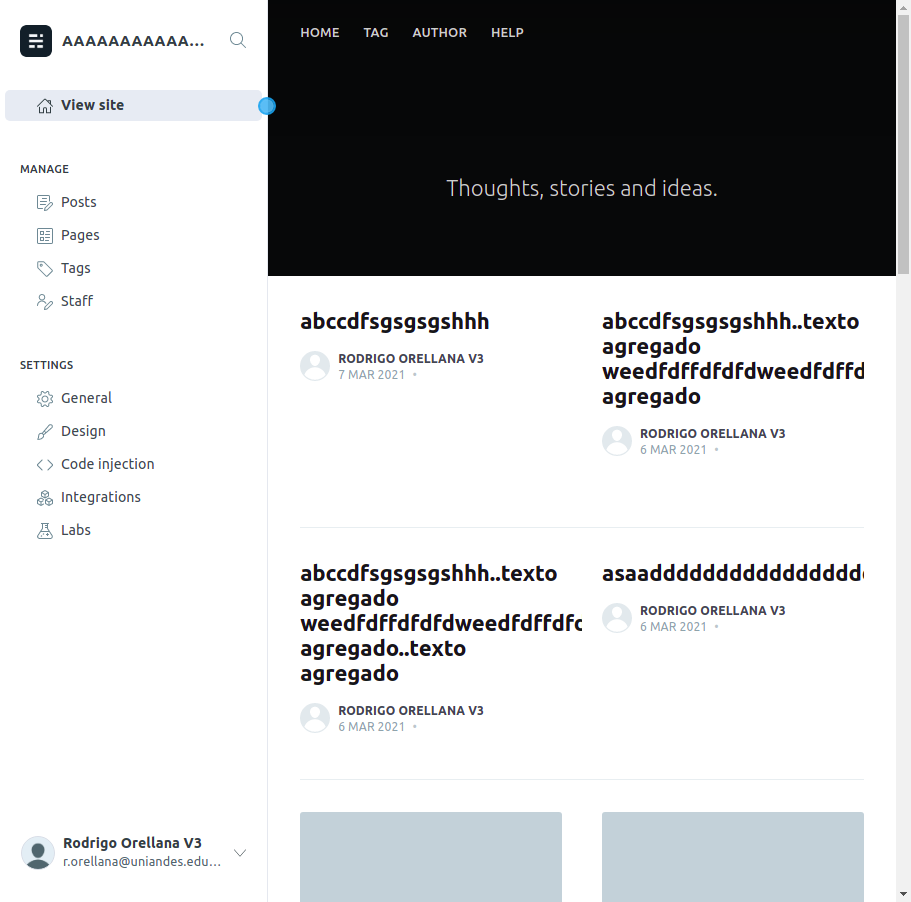 AAAAAAAAAAA...
View site
MANAGE
Posts
Pages
Tags
Staff
SETTINGS
General
Design
Code injection
Integrations
Labs
Rodrigo Orellana V3
r.orellana@uniandes.edu...
HOME TAG AUTHOR HELP
Thoughts, stories and ideas.
abccdfsgsgsgshhh
RODRIGO ORELLANA V3
7 MAR 2021 •
abccdfsgsgsgshhh..texto
agregado
weedfdffdfdfdweedfdffd
agregado
RODRIGO ORELLANA V3
6 MAR 2021 •
abccdfsgsgsgshhh..texto
agregado
weedfdffdfdfdweedfdffdfd
agregado..texto
agregado
RODRIGO ORELLANA V3
6 MAR 2021 •
asaaddddddddddddddddd
RODRIGO ORELLANA V3
6 MAR 2021 •